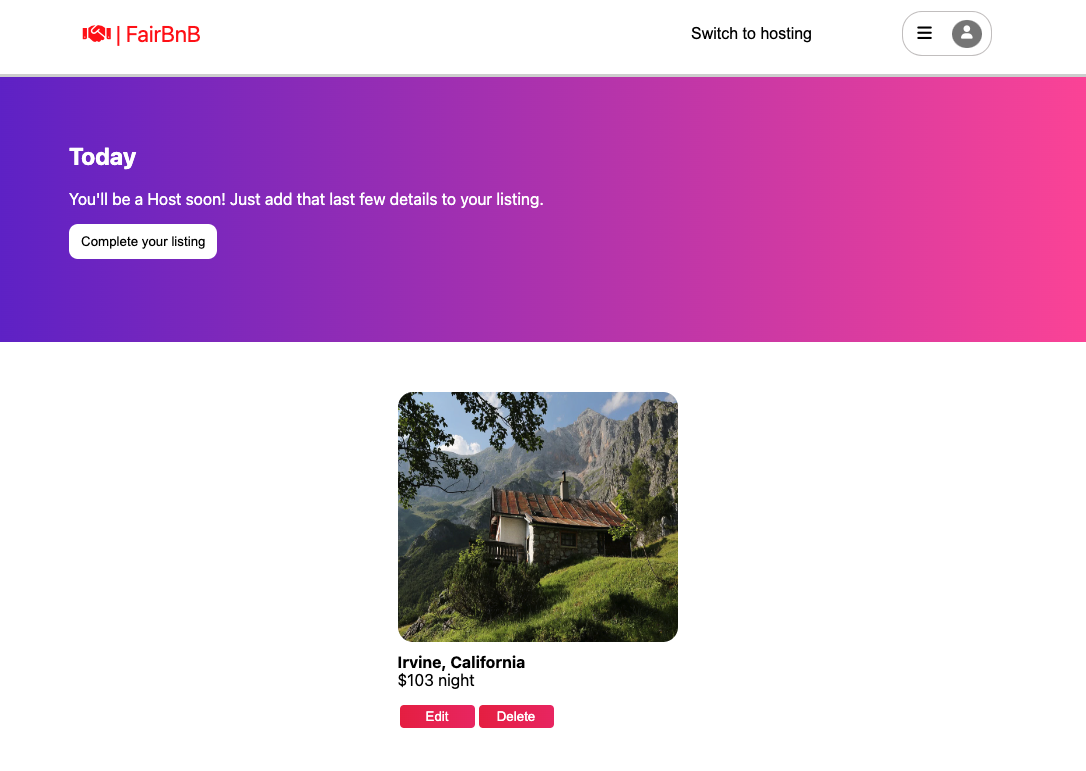 | FairBnB
Switch to hosting
Today
You'll be a Host soon! Just add that last few details to your listing.
Complete your listing
Irvine, California
$103 night
Edit
Delete